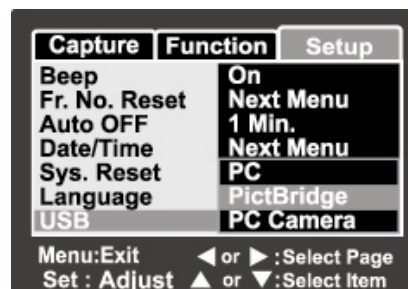 Capture Function Setup
Beep On
Fr. No. Reset Next Menu
Auto OFF 1 Min.
Date/Time Next Menu
Sys. Reset PC
Language PictBridge
USB PC Camera
Menu:Exit ◀ or ▶ :Select Page
Set : Adjust ▲ or ▼:Select Item